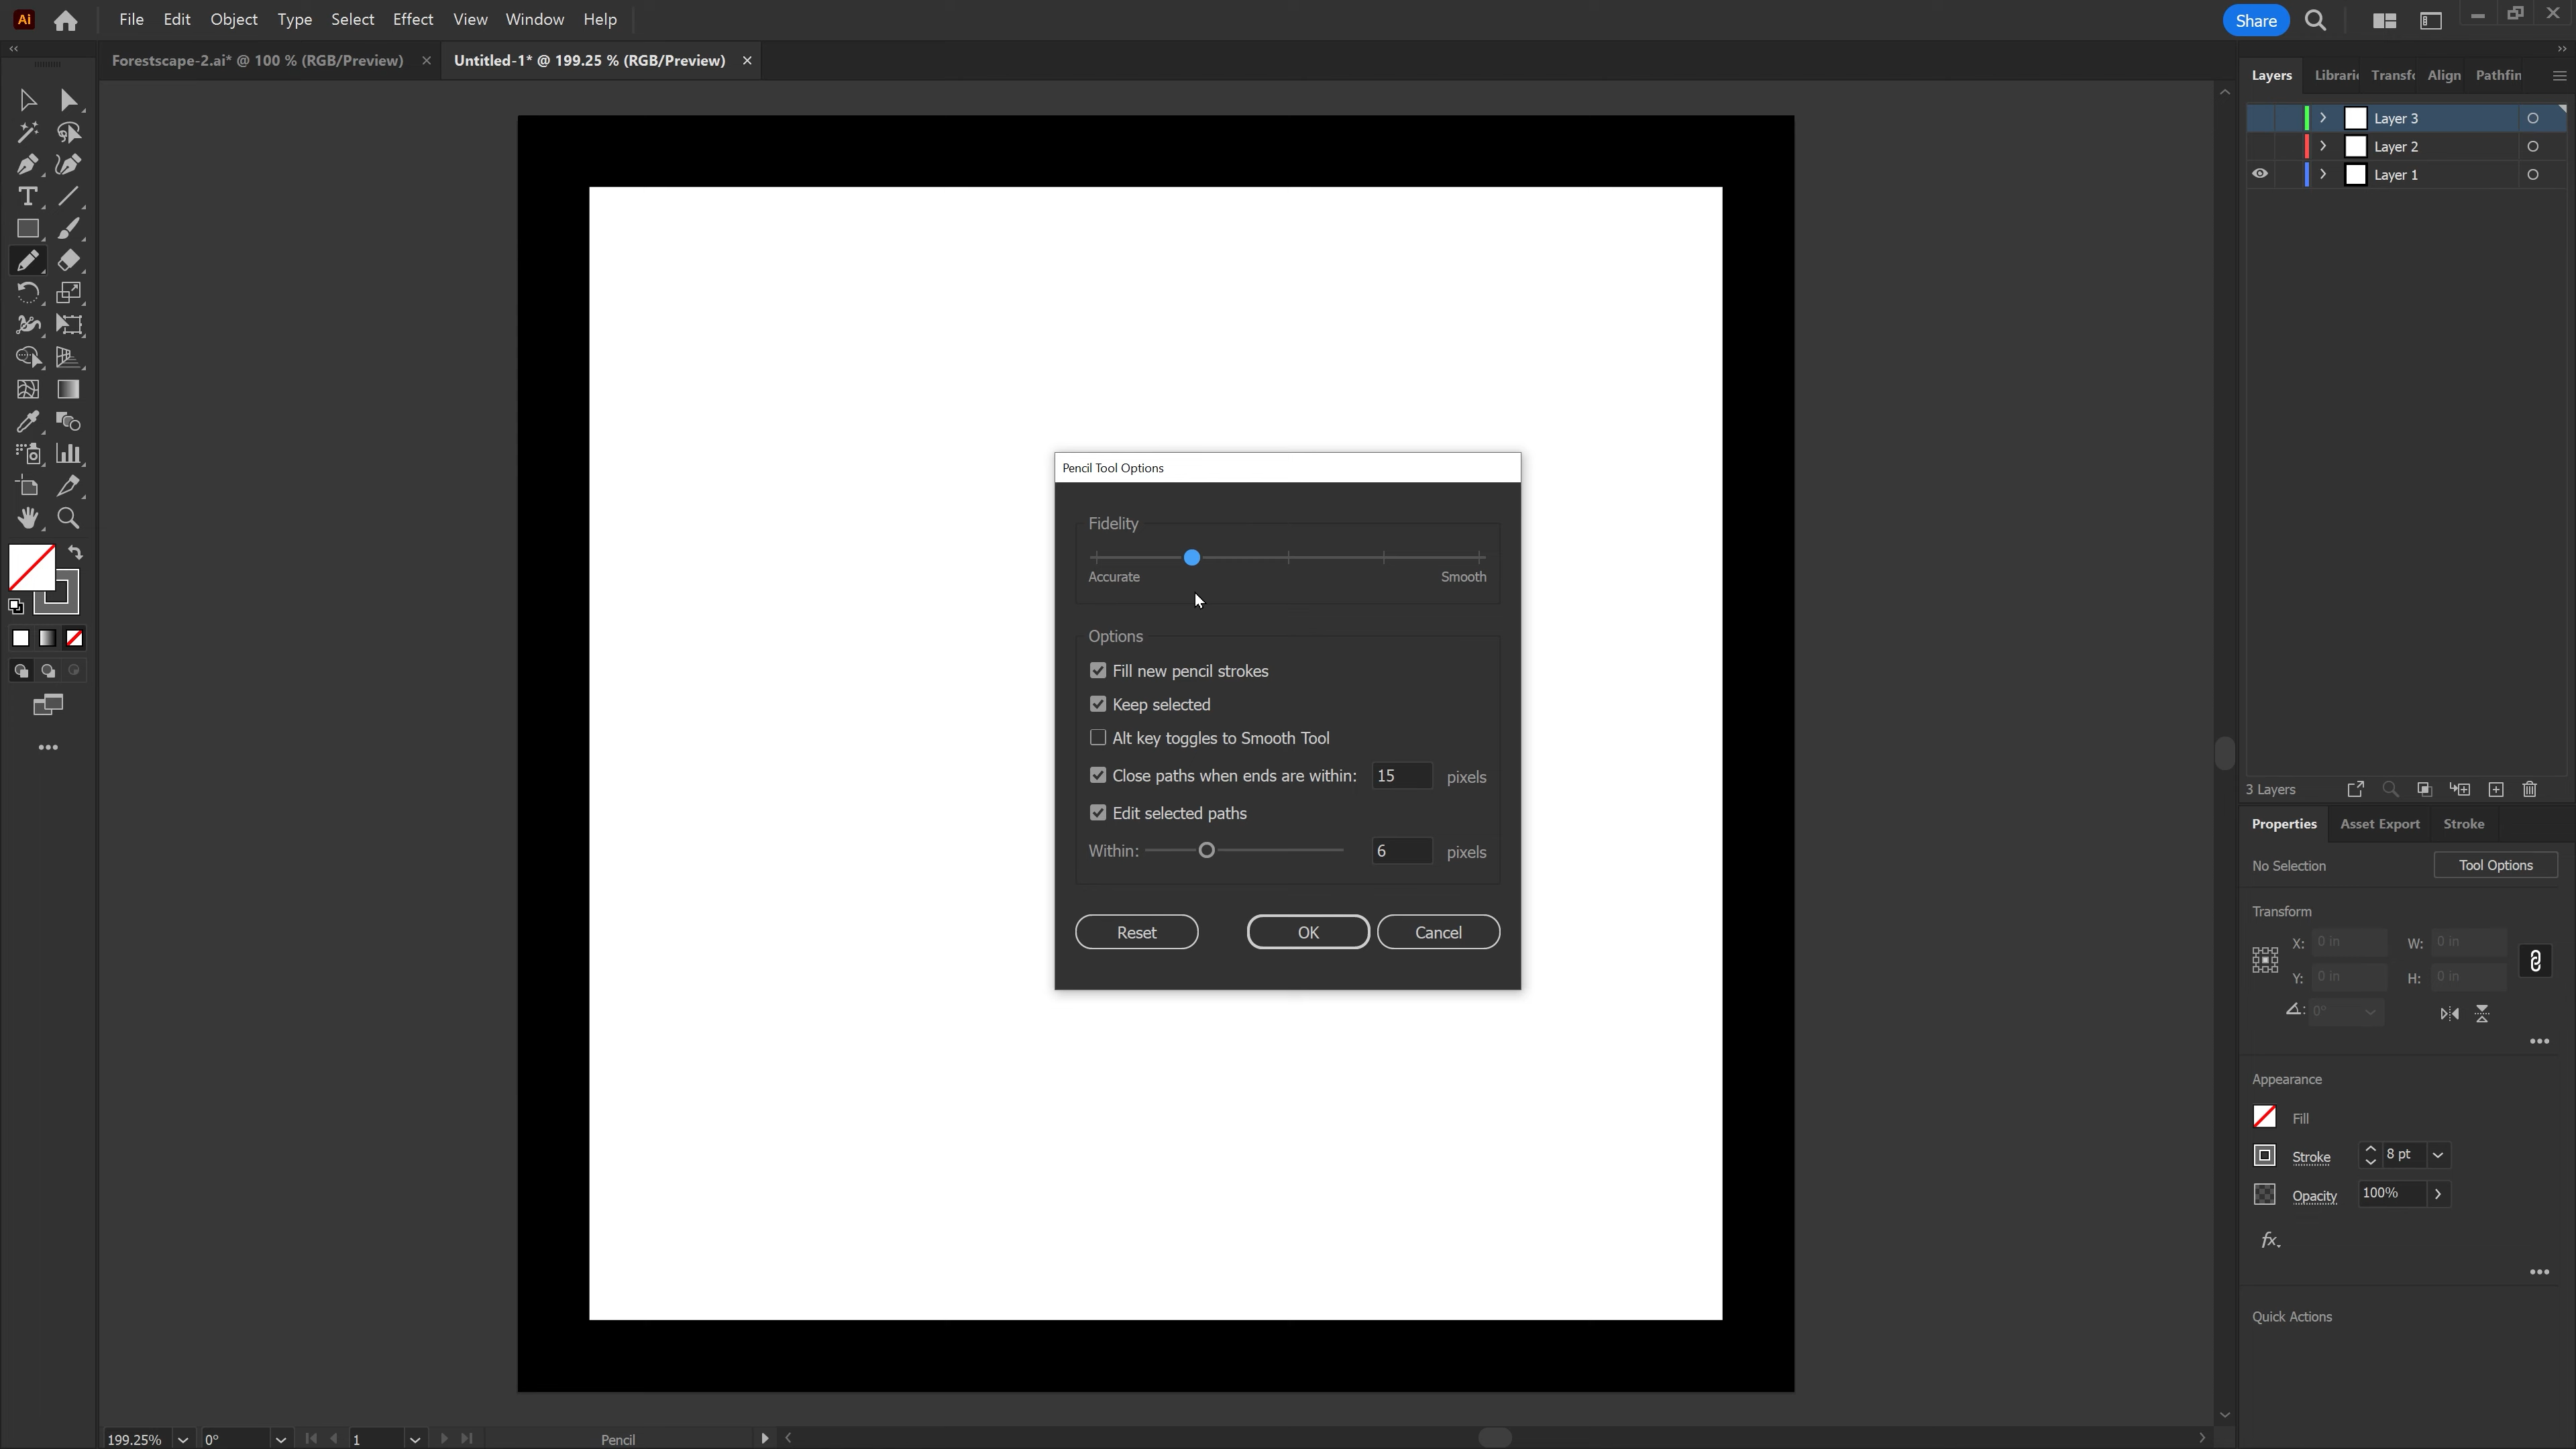 Ai File Edit Object Type Select Effect View Window Help Share
Forestscape-2.ai* @ 100 % (RGB/Preview) × Untitled-1* @ 199.25 % (RGB/Preview) ×
Layers Librari Transfo Align Pathfin
Layer 3
Layer 2
Layer 1
Pencil Tool Options
Fidelity
Accurate Smooth
Options
Fill new pencil strokes
Keep selected
Alt key toggles to Smooth Tool
Close paths when ends are within: 15 pixels
Edit selected paths
Within: 6 pixels
Reset OK Cancel
3 Layers
Properties Asset Export Stroke
No Selection Tool Options
Transform
X: 0 in W: 0 in
Y: 0 in H: 0 in
0°
Appearance
Fill
Stroke 8 pt
Opacity 100%
fx.
Quick Actions
199.25% 0° 1 Pencil